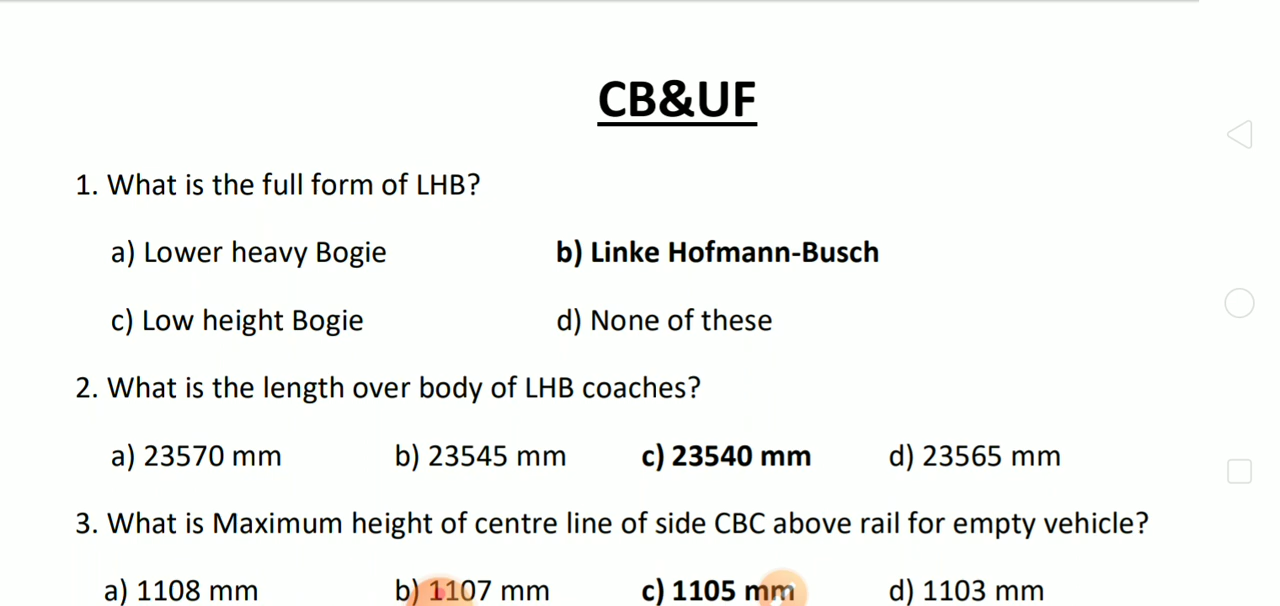 CB&UF
1. What is the full form of LHB?
a) Lower heavy Bogie b) Linke Hofmann-Busch
c) Low height Bogie d) None of these
2. What is the length over body of LHB coaches?
a) 23570 mm b) 23545 mm c) 23540 mm d) 23565 mm
3. What is Maximum height of centre line of side CBC above rail for empty vehicle?
a) 1108 mm b) 1107 mm c) 1105 mm d) 1103 mm